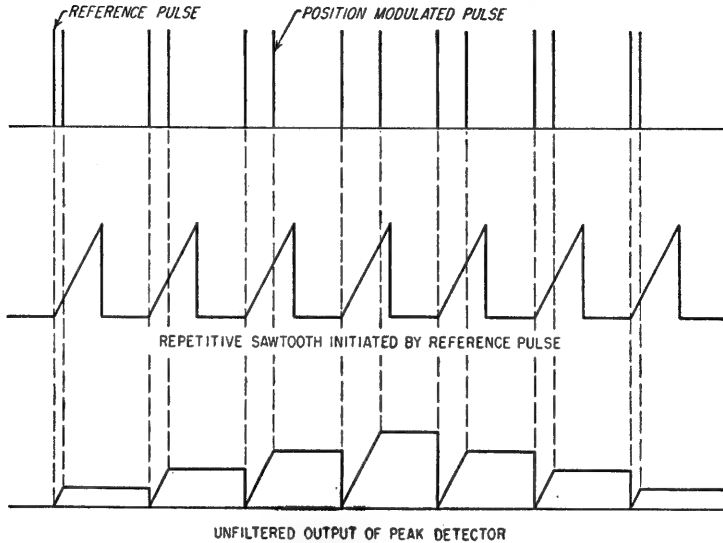 REFERENCE PULSE
POSITION MODULATED PULSE
REPETITIVE SAWTOOTH INITIATED BY REFERENCE PULSE
UNFILTERED OUTPUT OF PEAK DETECTOR